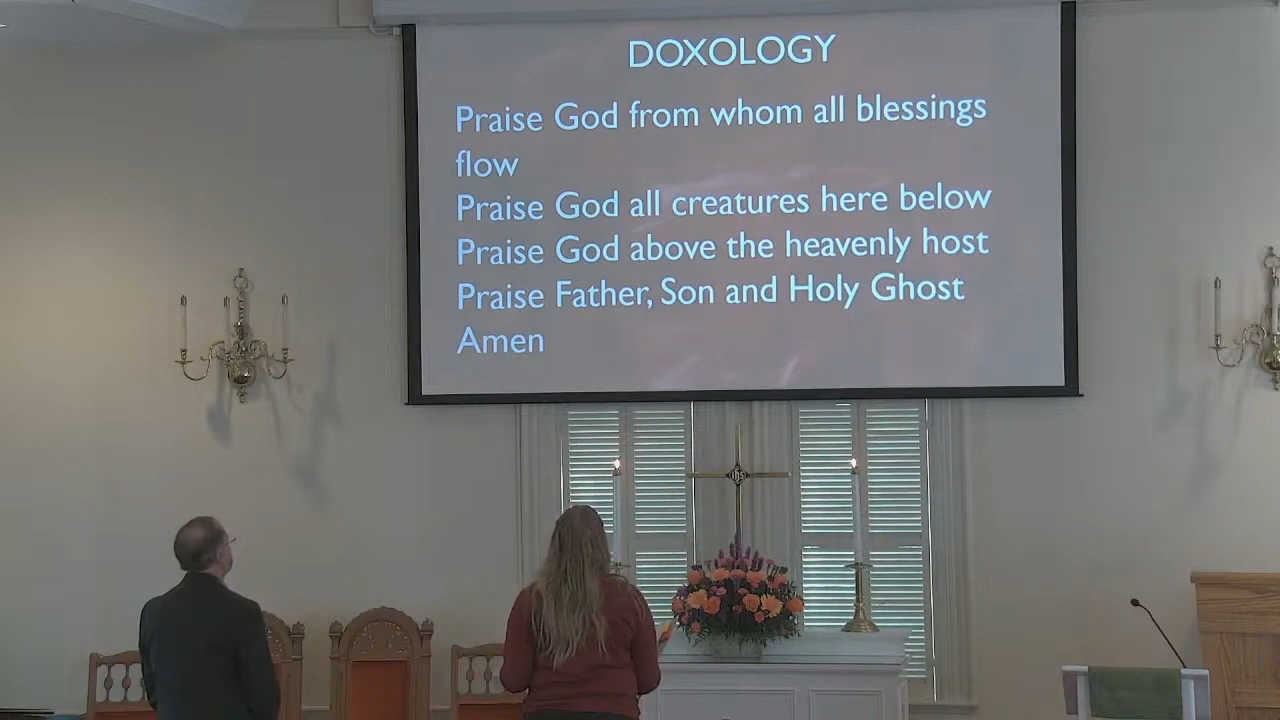 DOXOLOGY
Praise God from whom all blessings
flow
Praise God all creatures here below
Praise God above the heavenly host
Praise Father, Son and Holy Ghost
Amen
IHS